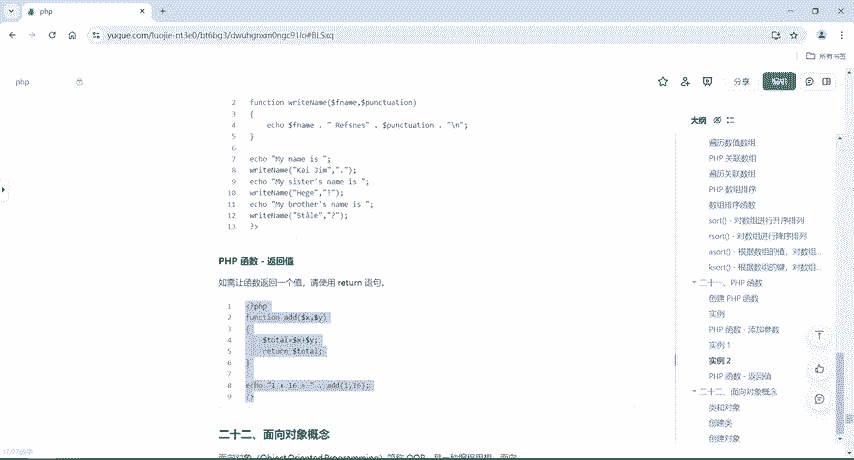 php
yuque.com/luojie-nt3e0/bt6bg3/dwuhgnxm0ngc91lo#BLSxq
所有书签
php
分享
编辑
2 function writeName($fname,$punctuation)
3 {
4 echo $fname . " Refsnes" . $punctuation . "\n";
5 }
6
7 echo "My name is ";
8 writeName("Kai Jim",".");
9 echo "My sister's name is ";
10 writeName("Hege","!");
11 echo "My brother's name is ";
12 writeName("Ståle","?");
13 ?>
PHP 函数 - 返回值
如需让函数返回一个值，请使用 return 语句。
1 <?php
2 function add($x,$y)
3 {
4 $total=$x+$y;
5 return $total;
6 }
7
8 echo "1 + 16 = " . add(1,16);
9 ?>
二十二、面向对象概念
面向对象（Object Oriented Programming）简称 OOP，是一种编程思想，面向
大纲
遍历数值数组
PHP 关联数组
遍历关联数组
PHP 数组排序
数组排序函数
sort() - 对数组进行升序排列
rsort() - 对数组进行降序排列
asort() - 根据数组的值，对数组...
ksort() - 根据数组的键，对数组...
二十一、PHP 函数
创建 PHP 函数
实例
PHP 函数 - 添加参数
实例 1
实例 2
PHP 函数 - 返回值
二十二、面向对象概念
类和对象
创建类
创建对象